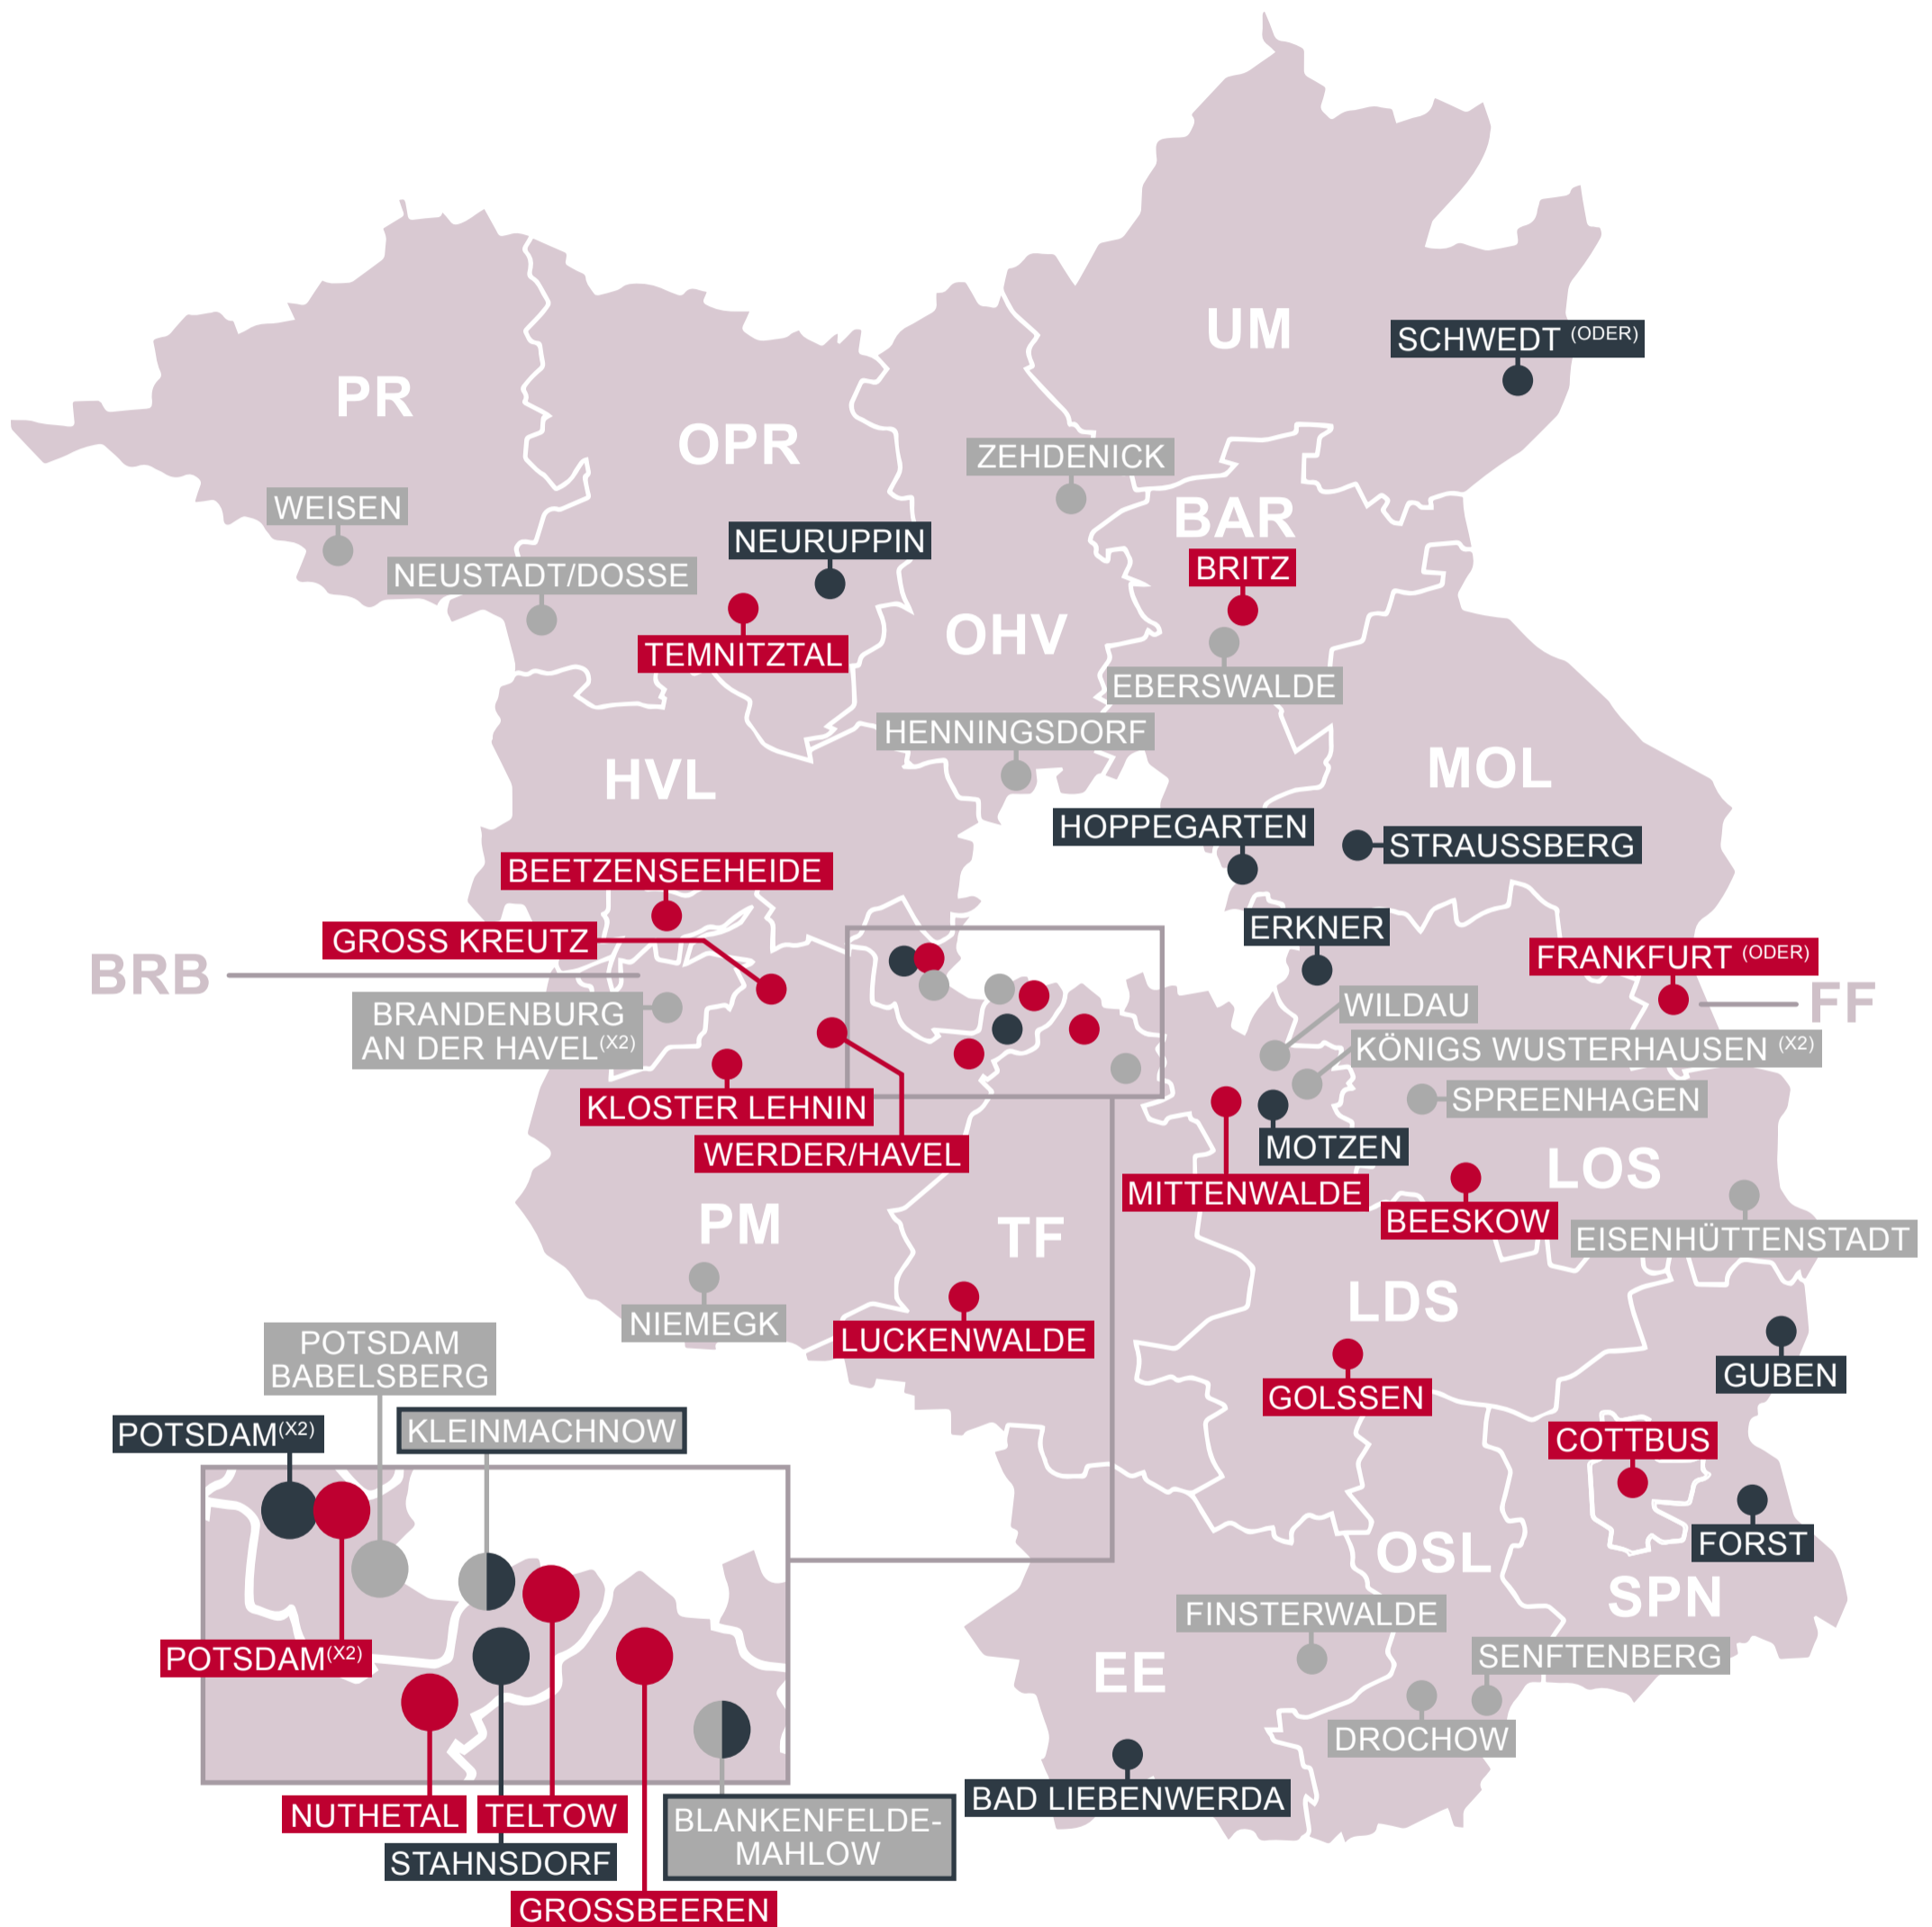 UM
SCHWEDT (ODER)
PR
OPR
ZEHDENICK
WEISEN
BAR
NEURUPPIN
BRITZ
NEUSTADT/DOSSE
OHV
TEMNITZTAL
EBERSWALDE
HENNINGSDORF
HVL
MOL
HOPPEGARTEN
STRAUSSBERG
BEETZENSEEHEIDE
ERKNER
GROSS KREUTZ
FRANKFURT (ODER)
BRB
WILDAU
FF
BRANDENBURG
AN DER HAVEL(X2)
KÖNIGS WUSTERHAUSEN (X2)
SPREENHAGEN
KLOSTER LEHNIN
MOTZEN
WERDER/HAVEL
LOS
MITTENWALDE
BEESKOW
PM
TF
EISENHÜTTENSTADT
LDS
NIEMEGK
LUCKENWALDE
POTSDAM
BABELSBERG
GUBEN
GOLSSEN
POTSDAM(X2)
KLEINMACHNOW
COTTBUS
FORST
OSL
SPN
FINSTERWALDE
POTSDAM(X2)
EE
SENFTENBERG
DROCHOW
BAD LIEBENWERDA
NUTHETAL
TELTOW
BLANKENFELDE-
MAHLOW
STAHNSDORF
GROSSBEEREN